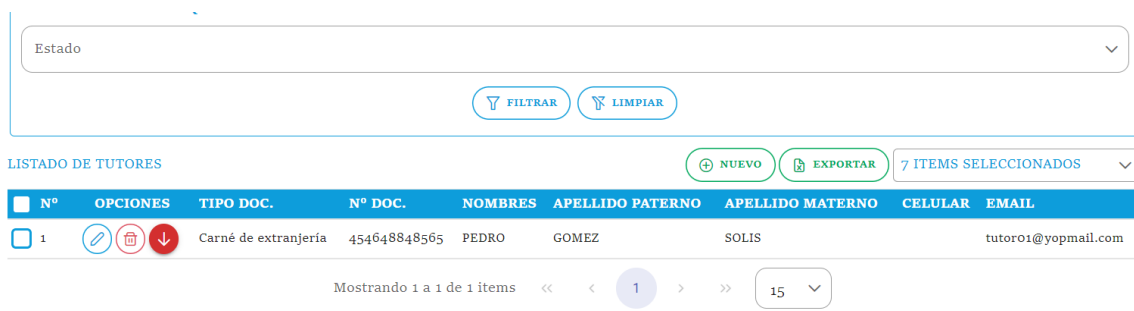 Estado
FILTRAR LIMPIAR
LISTADO DE TUTORES NUEVO EXPORTAR 7 ITEMS SELECCIONADOS
Nº OPCIONES TIPO DOC. Nº DOC. NOMBRES APELLIDO PATERNO APELLIDO MATERNO CELULAR EMAIL
1 Carné de extranjería 454648848565 PEDRO GOMEZ SOLIS tutor01@yopmail.com
Mostrando 1 a 1 de 1 items « ‹ 1 › » 15